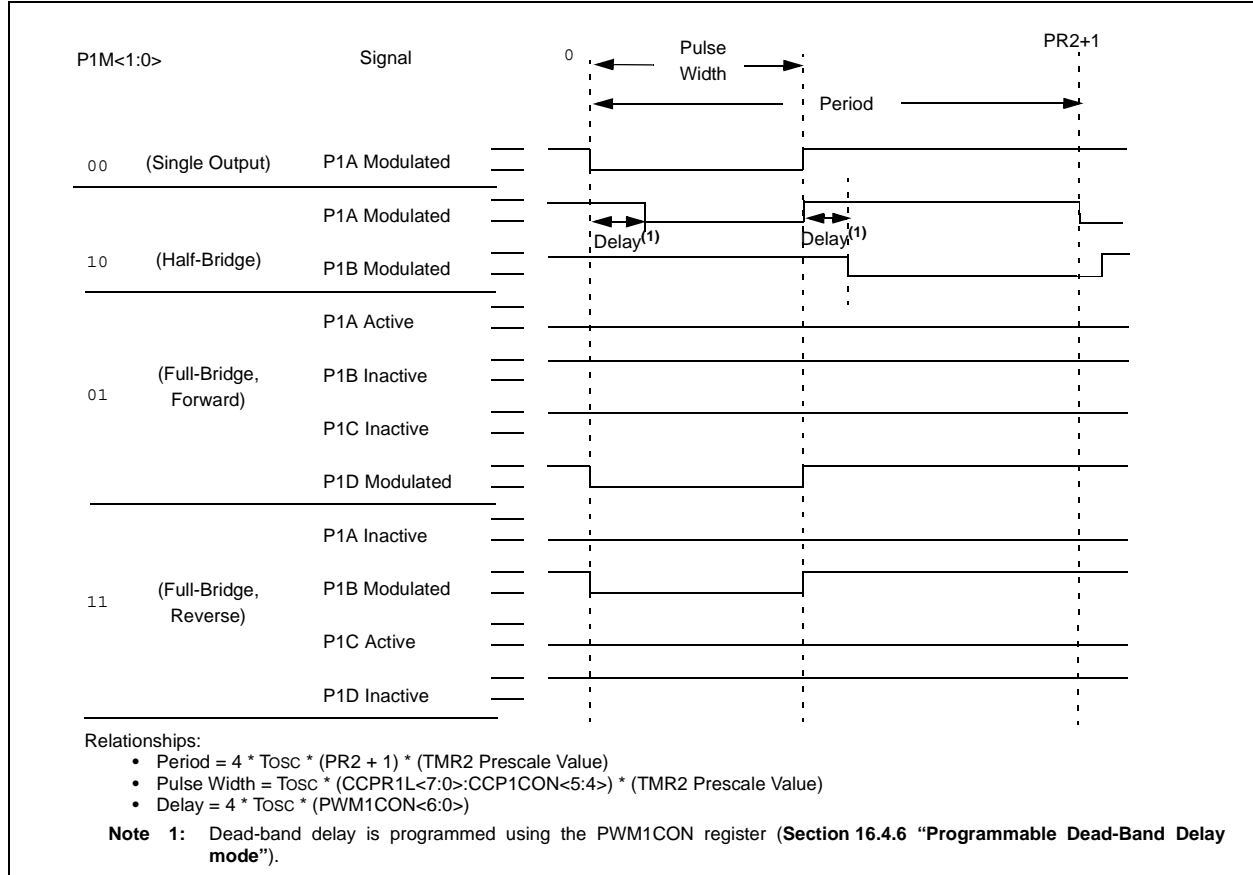 P1M<1:0> Signal 0 Pulse Width PR2+1
Period
00 (Single Output) P1A Modulated
P1A Modulated
Delay(1) Delay(1)
10 (Half-Bridge) P1B Modulated
P1A Active
01 (Full-Bridge, Forward) P1B Inactive
P1C Inactive
P1D Modulated
P1A Inactive
11 (Full-Bridge, Reverse) P1B Modulated
P1C Active
P1D Inactive
Relationships:
• Period = 4 * TOSC * (PR2 + 1) * (TMR2 Prescale Value)
• Pulse Width = TOSC * (CCPR1L<7:0>:CCP1CON<5:4>) * (TMR2 Prescale Value)
• Delay = 4 * TOSC * (PWM1CON<6:0>)
Note 1: Dead-band delay is programmed using the PWM1CON register (Section 16.4.6 “Programmable Dead-Band Delay
mode”).